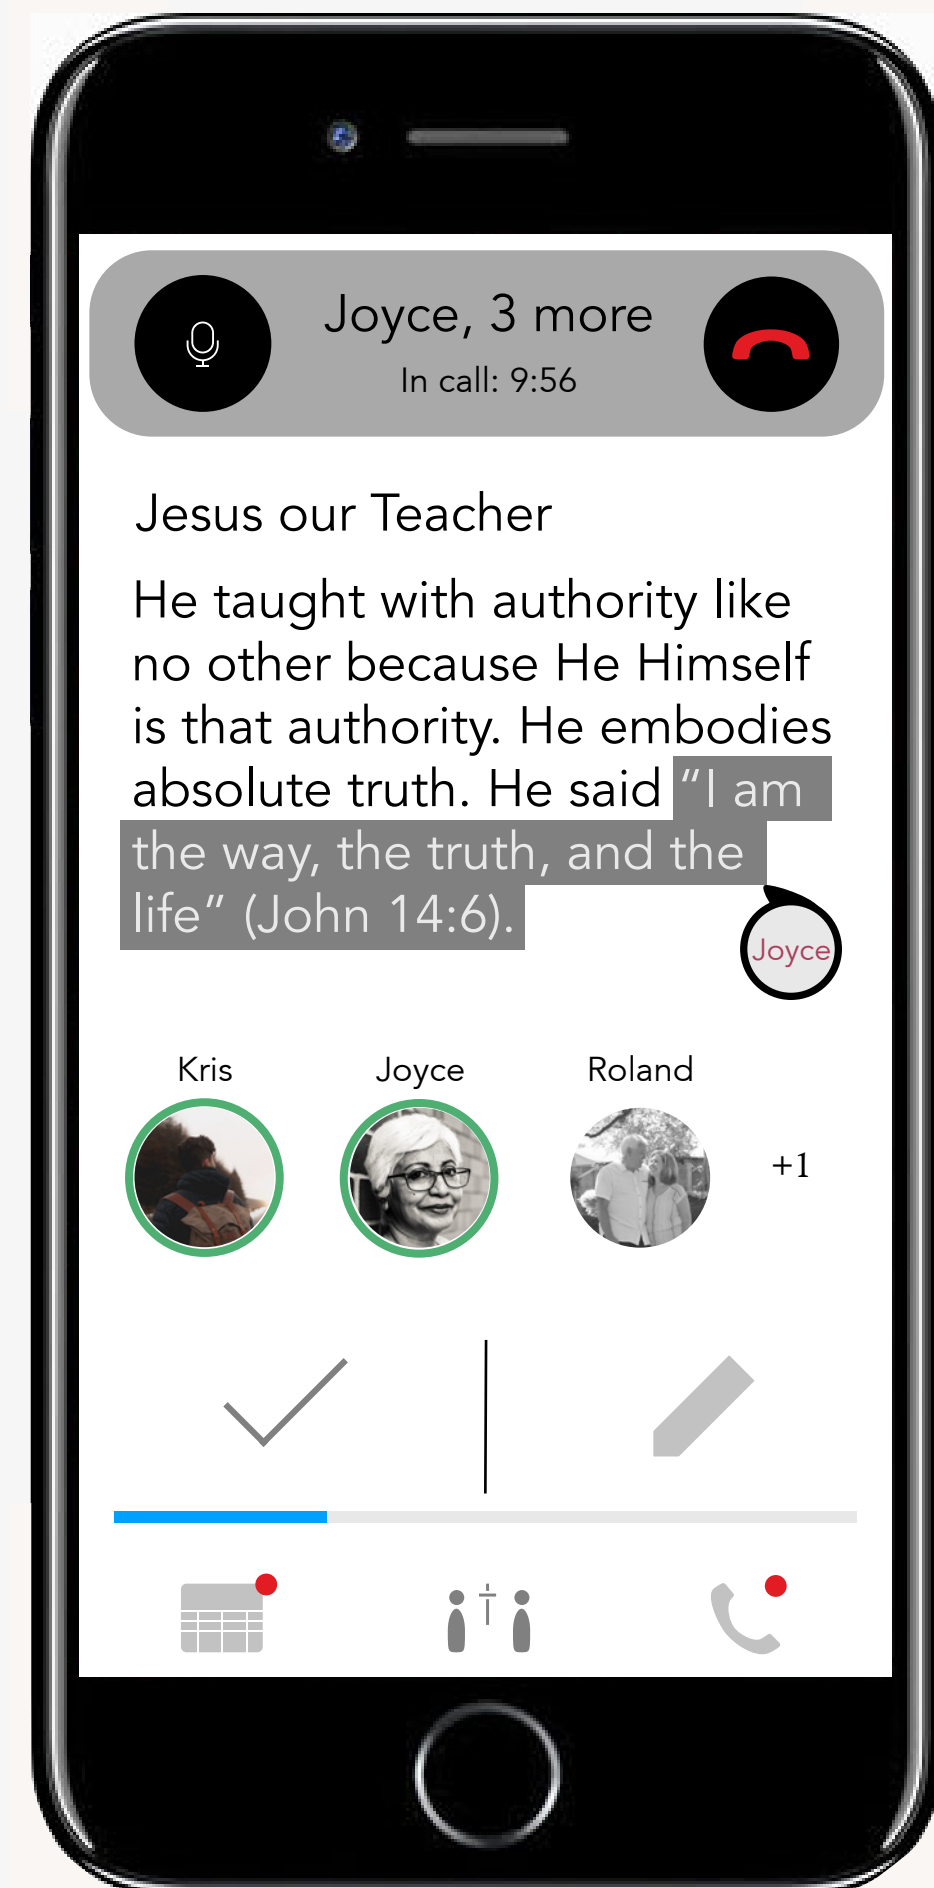 Joyce, 3 more
In call: 9:56
Jesus our Teacher
He taught with authority like
no other because He Himself
is that authority. He embodies
absolute truth. He said “I am
the way, the truth, and the
life” (John 14:6).
Joyce
Kris Joyce Roland
+1